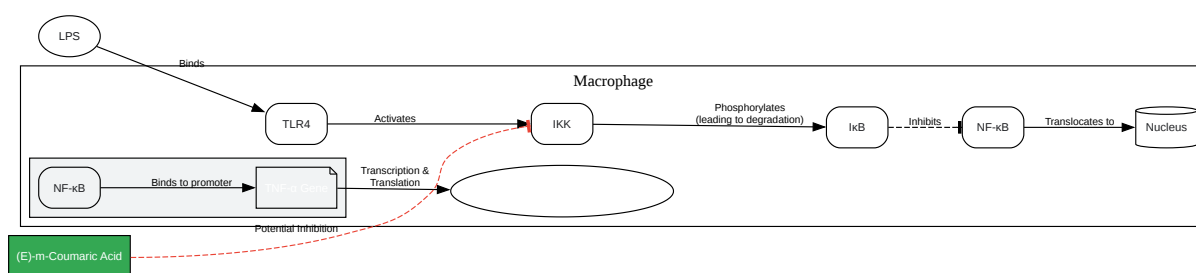 LPS
Binds
Macrophage
TLR4
Activates
IKK
Phosphorylates
(leading to degradation)
IκB
Inhibits
NF-κB
Translocates to
Nucleus
NF-κB
Binds to promoter
TNF-α Gene
Transcription &
Translation
Potential Inhibition
(E)-m-Coumaric Acid